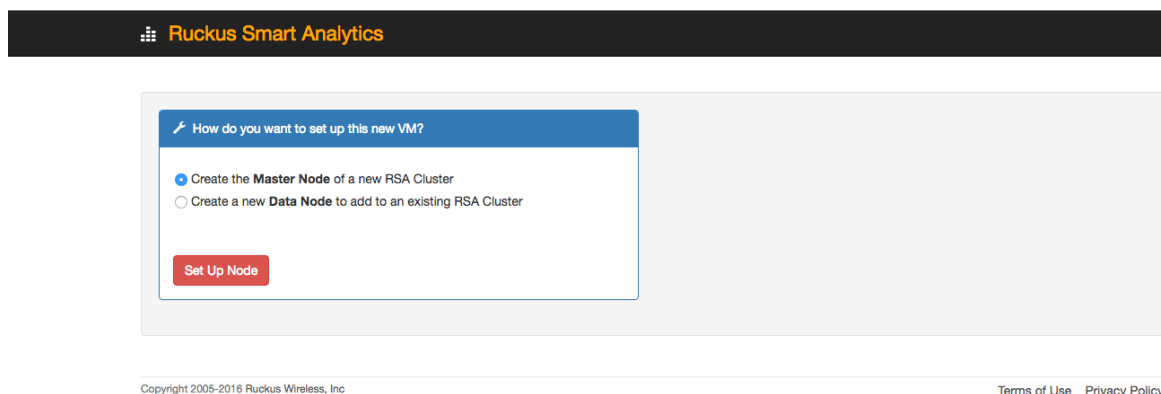 Ruckus Smart Analytics
How do you want to set up this new VM?
Create the Master Node of a new RSA Cluster
Create a new Data Node to add to an existing RSA Cluster
Set Up Node
Copyright 2005-2016 Ruckus Wireless, Inc
Terms of Use Privacy Policy